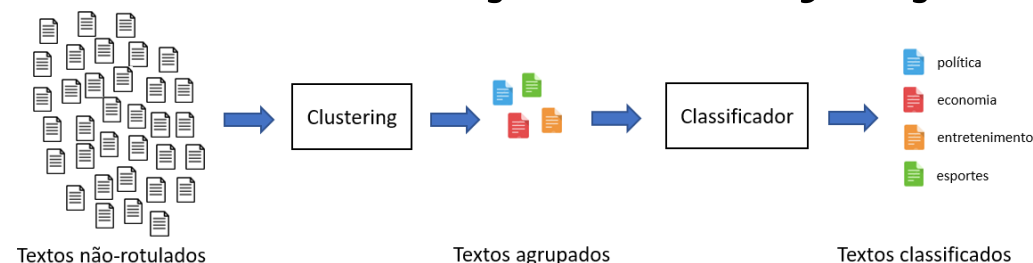 Clustering
Classificador
política
economia
entretenimento
esportes
Textos não-rotulados
Textos agrupados
Textos classificados